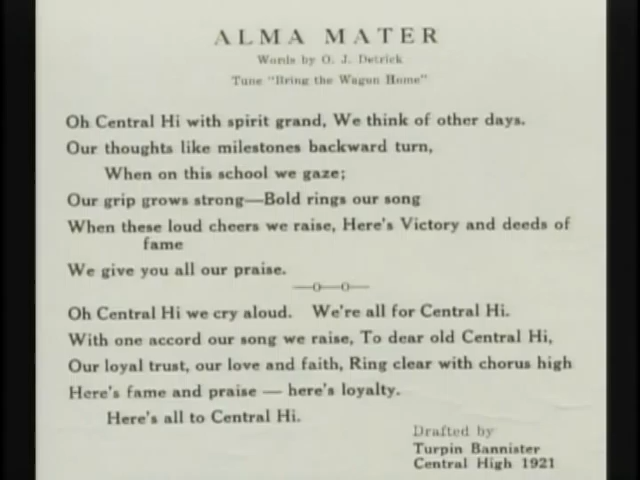 ALMA MATER
Words by O. J. Detrick
Tune "Bring the Wagon Home"
Oh Central Hi with spirit grand, We think of other days.
Our thoughts like milestones backward turn,
When on this school we gaze;
Our grip grows strong—Bold rings our song
When these loud cheers we raise, Here's Victory and deeds of
fame
We give you all our praise.
Oh Central Hi we cry aloud. We're all for Central Hi.
With one accord our song we raise, To dear old Central Hi,
Our loyal trust, our love and faith, Ring clear with chorus high
Here's fame and praise — here's loyalty.
Here's all to Central Hi.
Drafted by
Turpin Bannister
Central High 1921